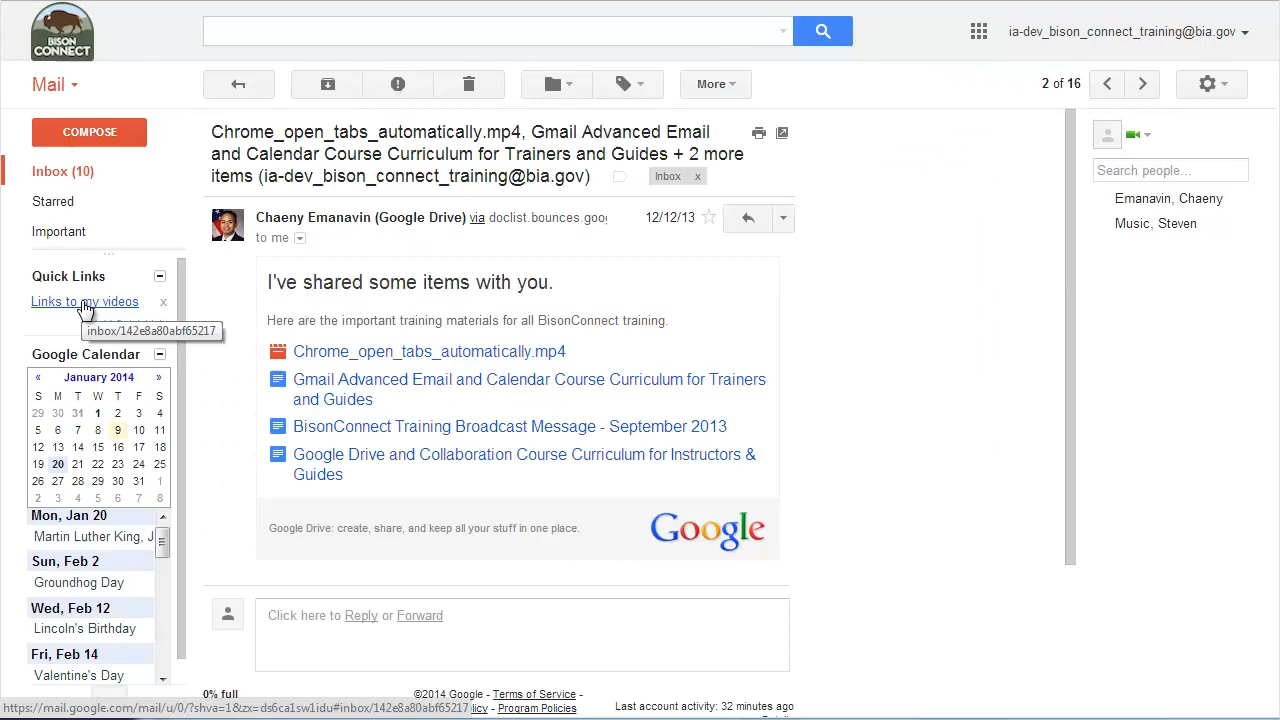 BISON
CONNECT
ia-dev_bison_connect_training@bia.gov
Mail
More
2 of 16
COMPOSE
Inbox (10)
Starred
Important
Quick Links
Links to my videos x
inbox/142e8a80abf65217
Google Calendar
« January 2014 »
S M T W T F S
29 30 31 1 2 3 4
5 6 7 8 9 10 11
12 13 14 15 16 17 18
19 20 21 22 23 24 25
26 27 28 29 30 31 1
2 3 4 5 6 7 8
Mon, Jan 20
Martin Luther King, J
Sun, Feb 2
Groundhog Day
Wed, Feb 12
Lincoln's Birthday
Fri, Feb 14
Valentine's Day
Chrome_open_tabs_automatically.mp4, Gmail Advanced Email
and Calendar Course Curriculum for Trainers and Guides + 2 more
items (ia-dev_bison_connect_training@bia.gov) Inbox x
Chaeny Emanavin (Google Drive) via doclist.bounces.goog 12/12/13
to me
I've shared some items with you.
Here are the important training materials for all BisonConnect training.
Chrome_open_tabs_automatically.mp4
Gmail Advanced Email and Calendar Course Curriculum for Trainers
and Guides
BisonConnect Training Broadcast Message - September 2013
Google Drive and Collaboration Course Curriculum for Instructors &
Guides
Google Drive: create, share, and keep all your stuff in one place.
Google
Click here to Reply or Forward
0% full
©2014 Google - Terms of Service -
Program Policies
Last account activity: 32 minutes ago
Search people...
Emanavin, Chaeny
Music, Steven
https://mail.google.com/mail/u/0/?shva=1&zx=ds6ca1sw1idu#inbox/142e8a80abf65217